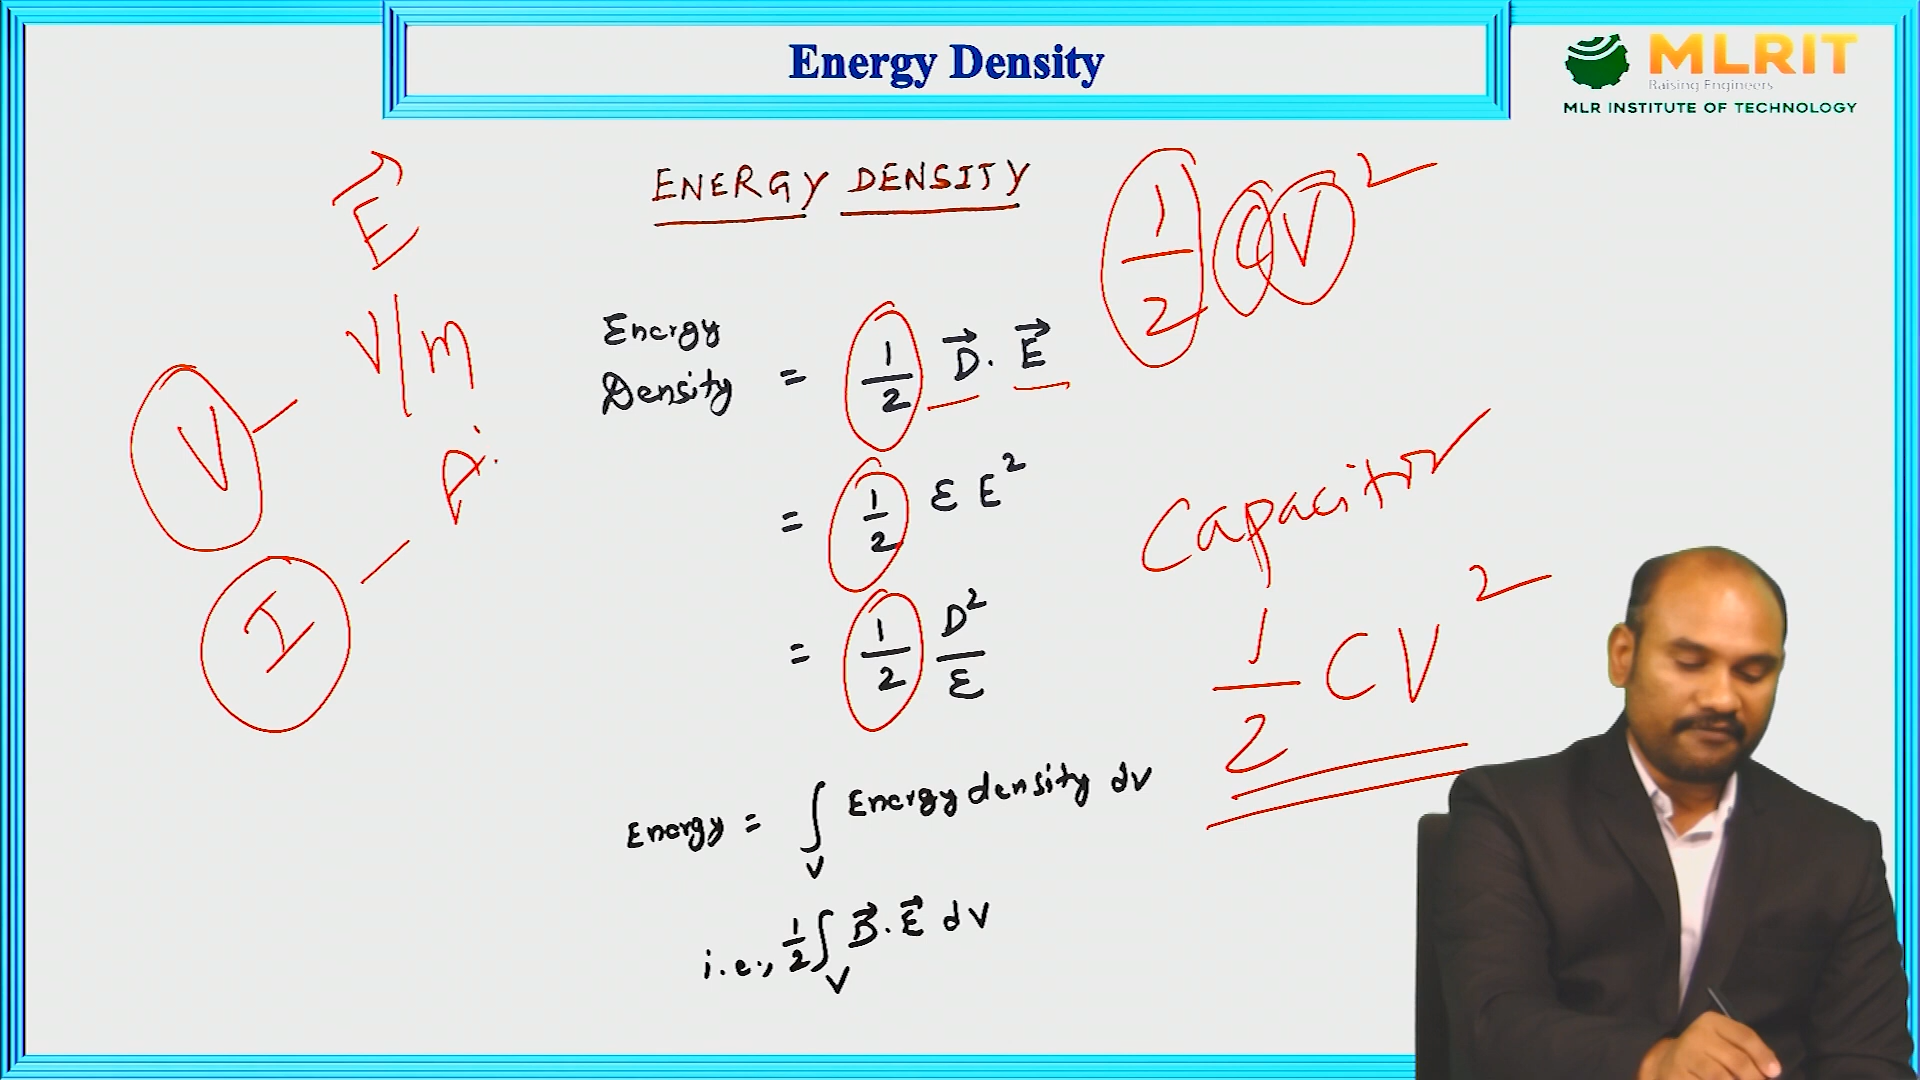 Energy Density
MLRIT
Raising Engineers
MLR INSTITUTE OF TECHNOLOGY
ENERGY DENSITY
1/2 CV²
E⃗
V/m
V
I
Energy Density = 1/2 D⃗ . E⃗
= 1/2 ε E²
= 1/2 D²/ε
Capacitor
1/2 CV²
Energy = ∫V Energy density dv
i.e., 1/2 ∫V D⃗ . E⃗ dV